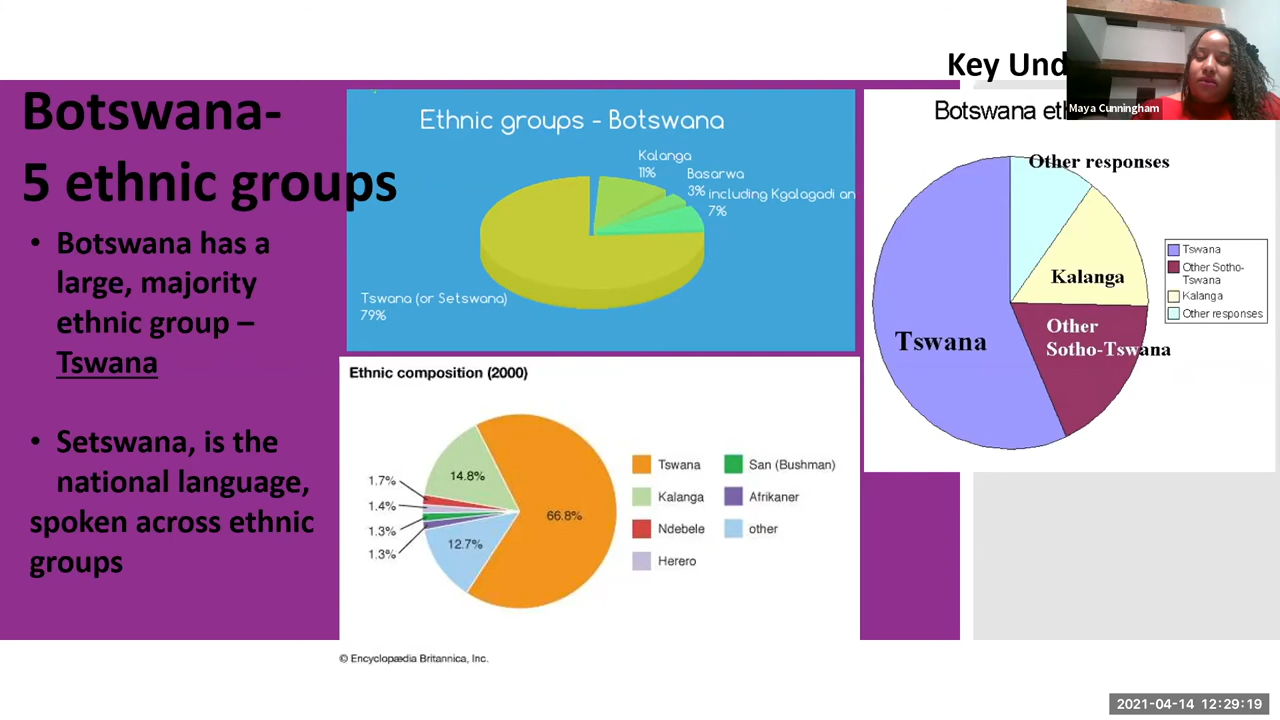 Key Und
Maya Cunningham
Botswana-
5 ethnic groups
• Botswana has a
large, majority
ethnic group –
Tswana
• Setswana, is the
national language,
spoken across ethnic
groups
Ethnic groups - Botswana
Kalanga
11%
Basarwa
3%
including Kgalagadi an
7%
Tswana (or Setswana)
79%
Ethnic composition (2000)
14.8%
1.7%
1.4%
1.3%
1.3%
12.7%
66.8%
Tswana
Kalanga
Ndebele
Herero
San (Bushman)
Afrikaner
other
© Encyclopædia Britannica, Inc.
Botswana et
Other responses
Kalanga
Other
Sotho-Tswana
Tswana
Tswana
Other Sotho-
Tswana
Kalanga
Other responses
2021-04-14 12:29:19